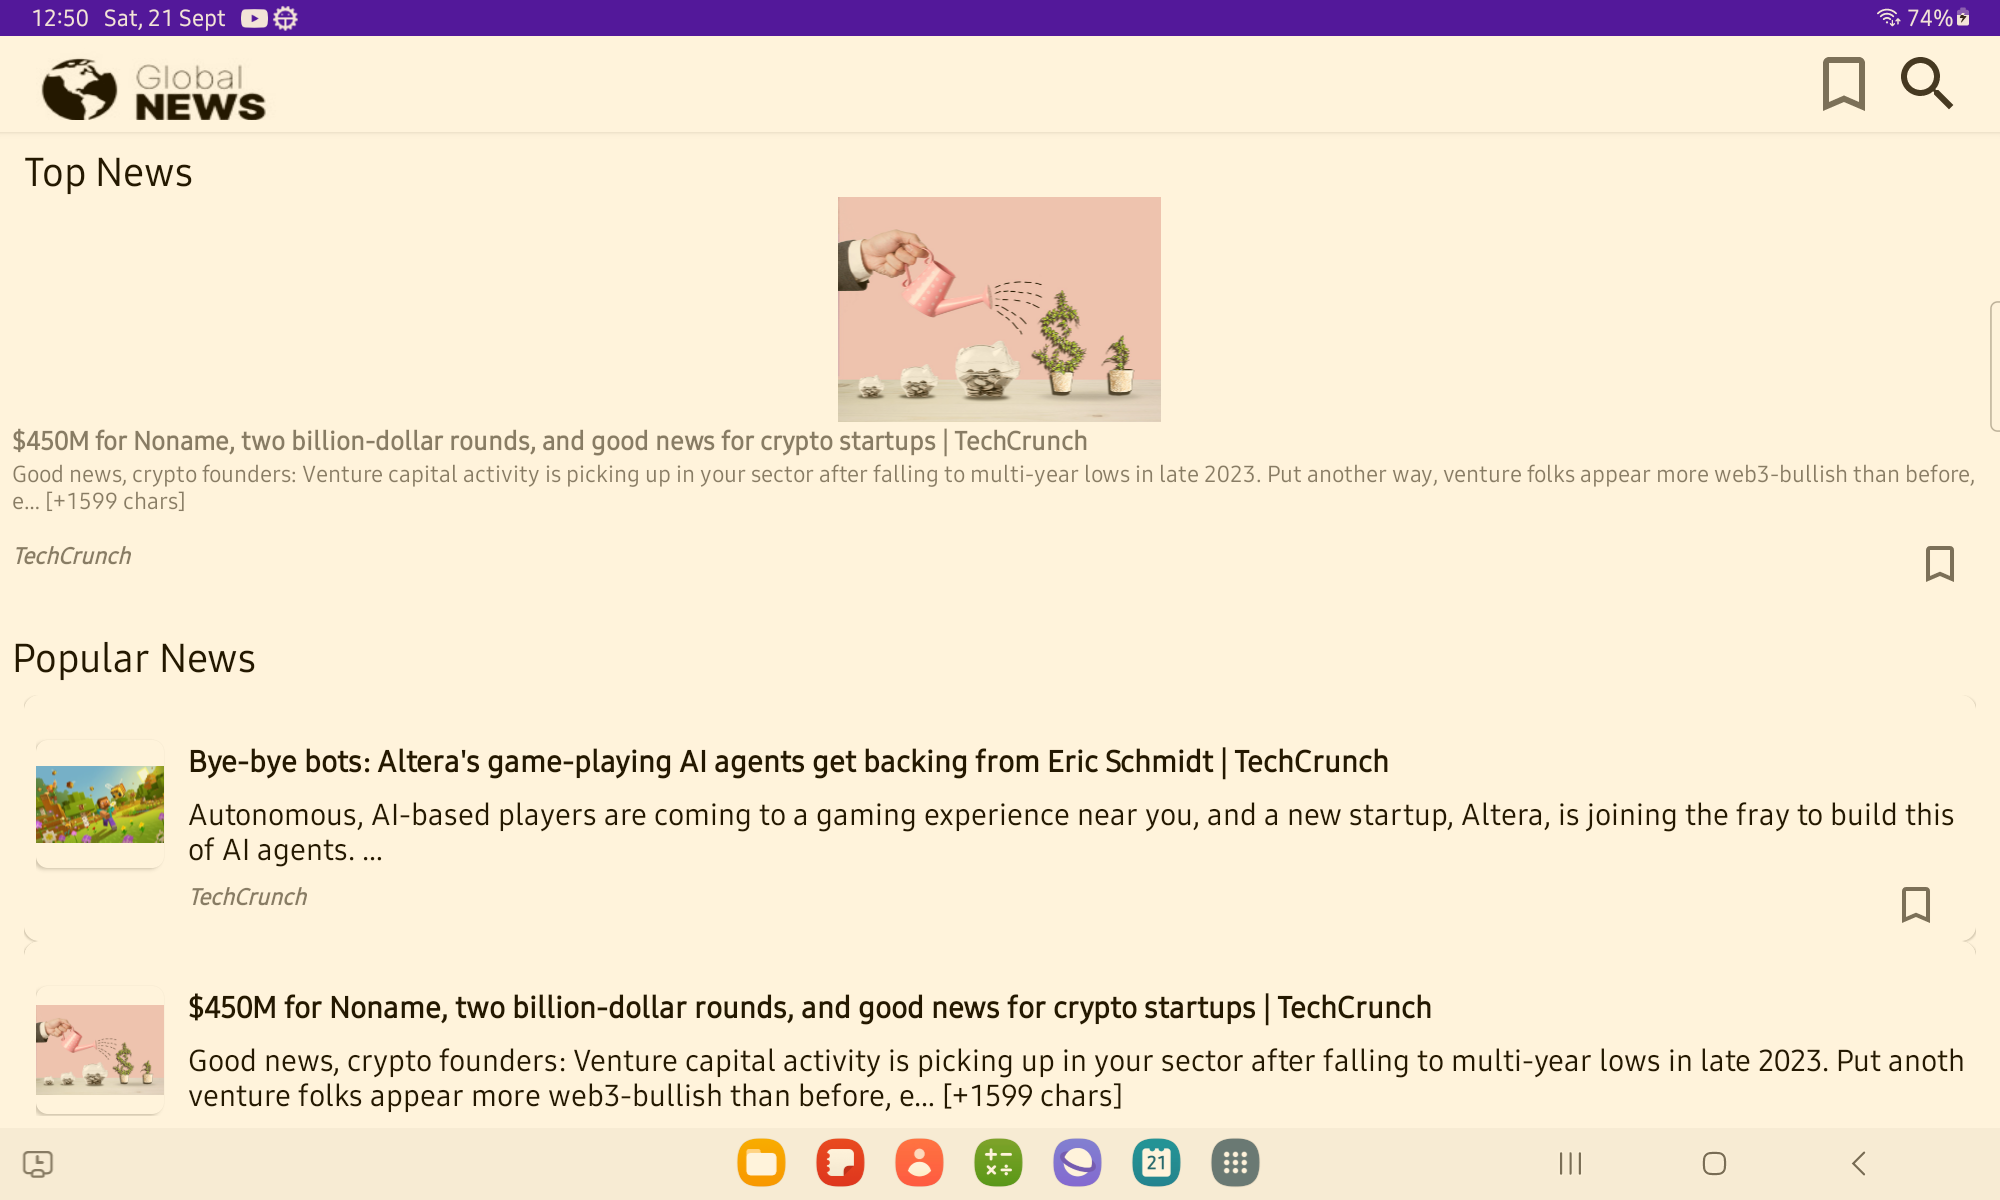 12:50 Sat, 21 Sept
74%
Global
NEWS
Top News
$450M for Noname, two billion-dollar rounds, and good news for crypto startups | TechCrunch
Good news, crypto founders: Venture capital activity is picking up in your sector after falling to multi-year lows in late 2023. Put another way, venture folks appear more web3-bullish than before,
e... [+1599 chars]
TechCrunch
Popular News
Bye-bye bots: Altera's game-playing AI agents get backing from Eric Schmidt | TechCrunch
Autonomous, AI-based players are coming to a gaming experience near you, and a new startup, Altera, is joining the fray to build this
of AI agents. ...
TechCrunch
$450M for Noname, two billion-dollar rounds, and good news for crypto startups | TechCrunch
Good news, crypto founders: Venture capital activity is picking up in your sector after falling to multi-year lows in late 2023. Put anoth
venture folks appear more web3-bullish than before, e... [+1599 chars]
21